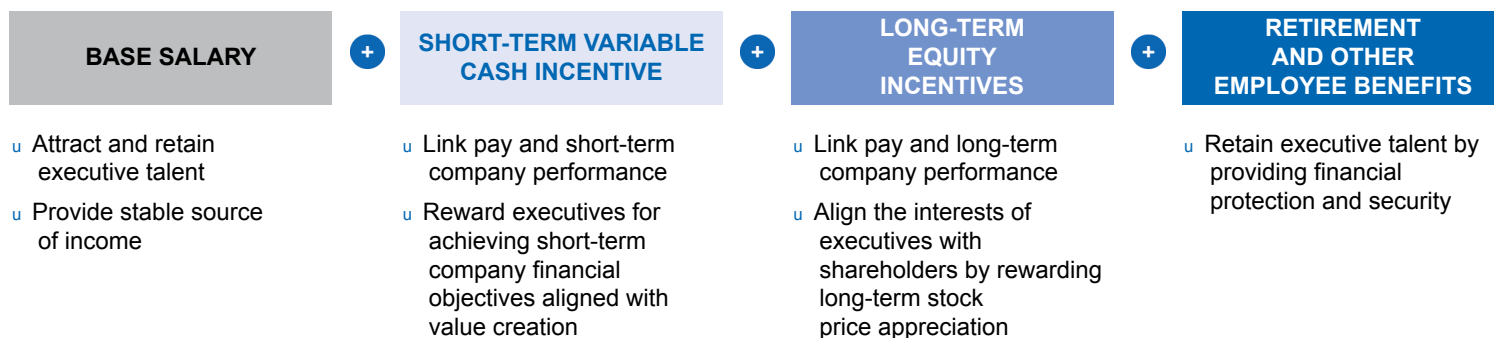 BASE SALARY
+
SHORT-TERM VARIABLE
CASH INCENTIVE
+
LONG-TERM
EQUITY
INCENTIVES
+
RETIREMENT
AND OTHER
EMPLOYEE BENEFITS
u Attract and retain
executive talent
u Provide stable source
of income
u Link pay and short-term
company performance
u Reward executives for
achieving short-term
company financial
objectives aligned with
value creation
u Link pay and long-term
company performance
u Align the interests of
executives with
shareholders by rewarding
long-term stock
price appreciation
u Retain executive talent by
providing financial
protection and security